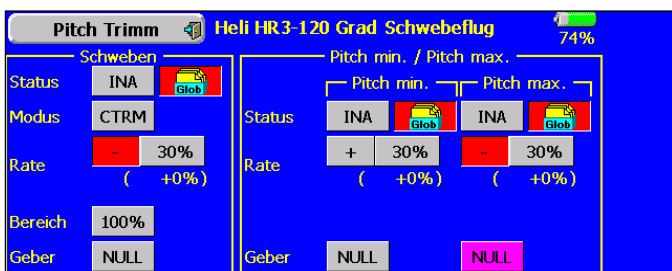 Pitch Trimm Heli HR3-120 Grad Schwebeflug 74%
Schweben Pitch min. / Pitch max.
Pitch min. Pitch max.
Status INA Glob Status INA Glob INA Glob
Modus CTRM
Rate - 30% Rate + 30% - 30%
( +0%) ( +0%) ( +0%)
Bereich 100%
Geber NULL Geber NULL NULL